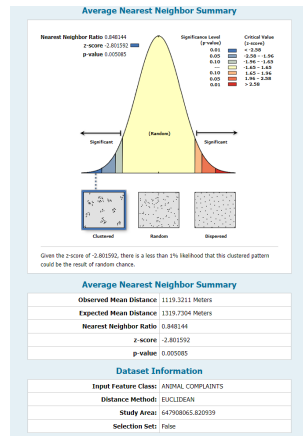 Average Nearest Neighbor Summary
Nearest Neighbor Ratio 0.848144
z-score -2.801592
p-value 0.005085
Significance Level (p-value)
Critical Value (z-score)
0.01 < -2.58
0.05 -2.58 - -1.96
0.10 -1.96 - -1.65
--- -1.65 - 1.65
0.10 1.65 - 1.96
0.05 1.96 - 2.58
0.01 > 2.58
(Random)
Significant Significant
Clustered Random Dispersed
Given the z-score of -2.801592, there is a less than 1% likelihood that this clustered pattern
could be the result of random chance.
Average Nearest Neighbor Summary
Observed Mean Distance 1119.3211 Meters
Expected Mean Distance 1319.7304 Meters
Nearest Neighbor Ratio 0.848144
z-score -2.801592
p-value 0.005085
Dataset Information
Input Feature Class: ANIMAL COMPLAINTS
Distance Method: EUCLIDEAN
Study Area: 647908065.820939
Selection Set: False